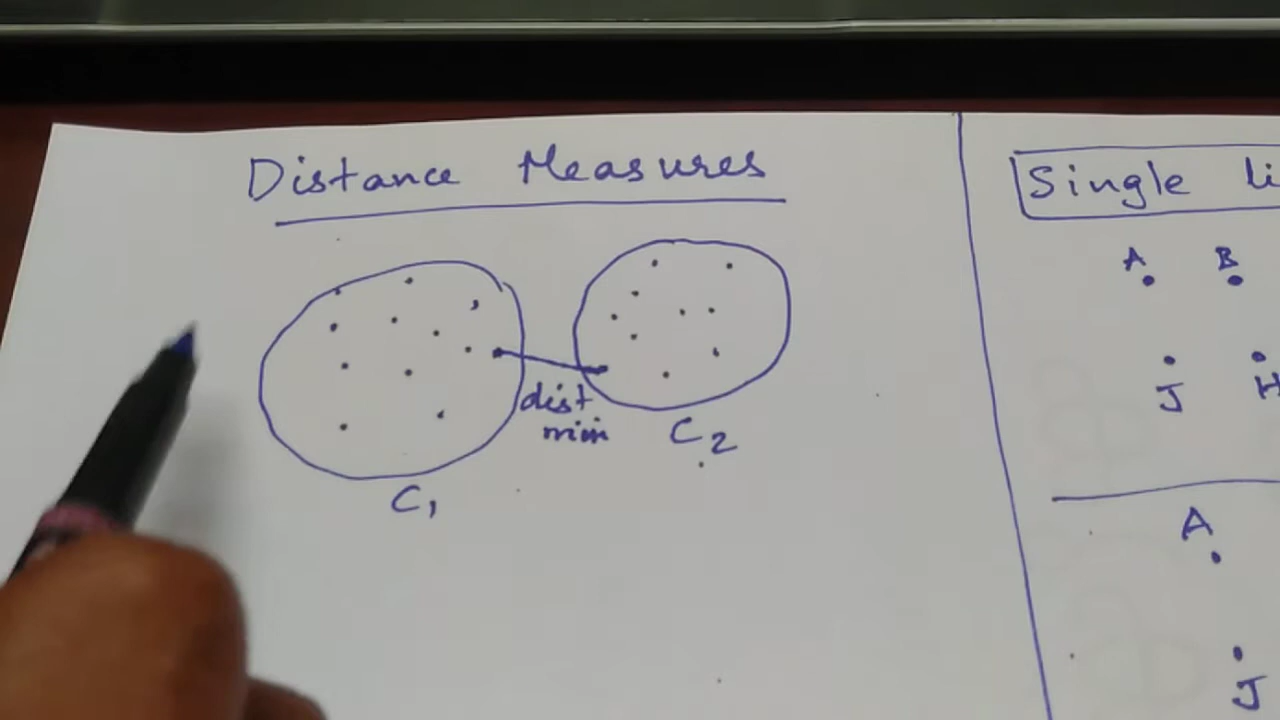 Distance Measures
dist
min
C1
C2
Single li
A B
J H
A
J